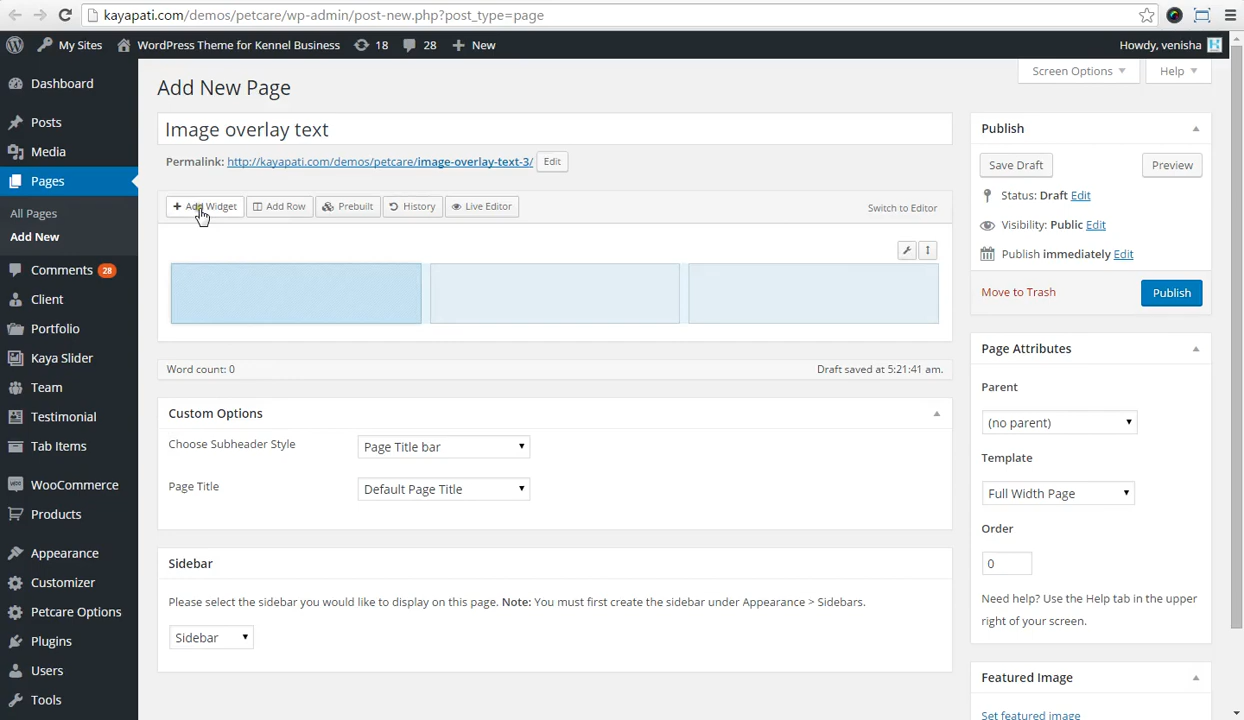 kayapati.com/demos/petcare/wp-admin/post-new.php?post_type=page
My Sites
WordPress Theme for Kennel Business
18
28
New
Howdy, venisha
Dashboard
Posts
Media
Pages
All Pages
Add New
Comments 28
Client
Portfolio
Kaya Slider
Team
Testimonial
Tab Items
WooCommerce
Products
Appearance
Customizer
Petcare Options
Plugins
Users
Tools
Screen Options
Help
Add New Page
Image overlay text
Permalink: http://kayapati.com/demos/petcare/image-overlay-text-3/ Edit
Add Widget
Add Row
Prebuilt
History
Live Editor
Switch to Editor
Word count: 0
Draft saved at 5:21:41 am.
Custom Options
Choose Subheader Style
Page Title bar
Page Title
Default Page Title
Sidebar
Please select the sidebar you would like to display on this page. Note: You must first create the sidebar under Appearance > Sidebars.
Sidebar
Publish
Save Draft
Preview
Status: Draft Edit
Visibility: Public Edit
Publish immediately Edit
Move to Trash
Publish
Page Attributes
Parent
(no parent)
Template
Full Width Page
Order
0
Need help? Use the Help tab in the upper
right of your screen.
Featured Image
Set featured image